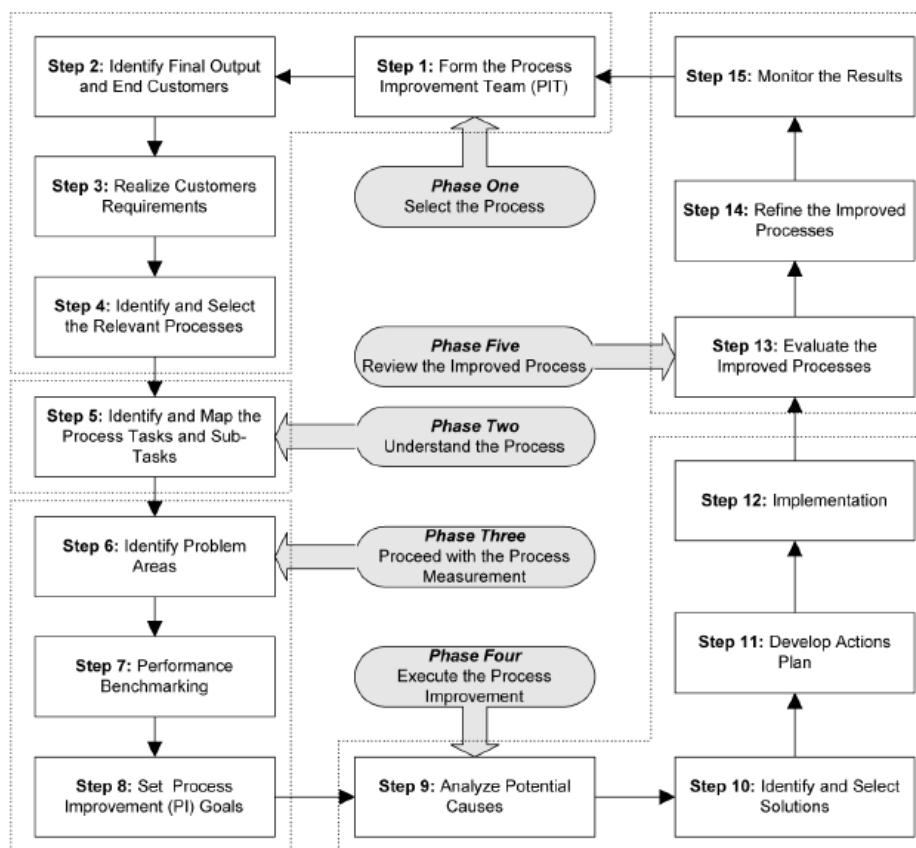 Step 1: Form the Process
Improvement Team (PIT)
Step 2: Identify Final Output
and End Customers
Step 3: Realize Customers
Requirements
Step 4: Identify and Select
the Relevant Processes
Step 5: Identify and Map the
Process Tasks and Sub-
Tasks
Step 6: Identify Problem
Areas
Step 7: Performance
Benchmarking
Step 8: Set Process
Improvement (PI) Goals
Step 9: Analyze Potential
Causes
Step 10: Identify and Select
Solutions
Step 11: Develop Actions
Plan
Step 12: Implementation
Step 13: Evaluate the
Improved Processes
Step 14: Refine the Improved
Processes
Step 15: Monitor the Results
Phase One
Select the Process
Phase Five
Review the Improved Process
Phase Two
Understand the Process
Phase Three
Proceed with the Process
Measurement
Phase Four
Execute the Process
Improvement